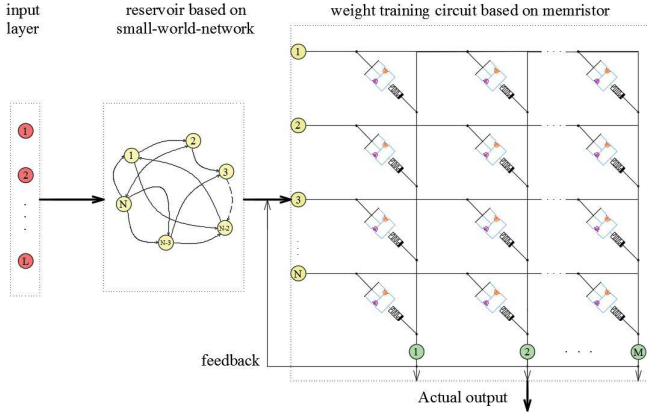 input
layer
reservoir based on
small-world-network
weight training circuit based on memristor
1
2
.
.
.
L
1
2
3
N
N-3
N-2
1
2
3
N
. . .
. . .
. . .
. . .
1
2
. . .
M
feedback
Actual output